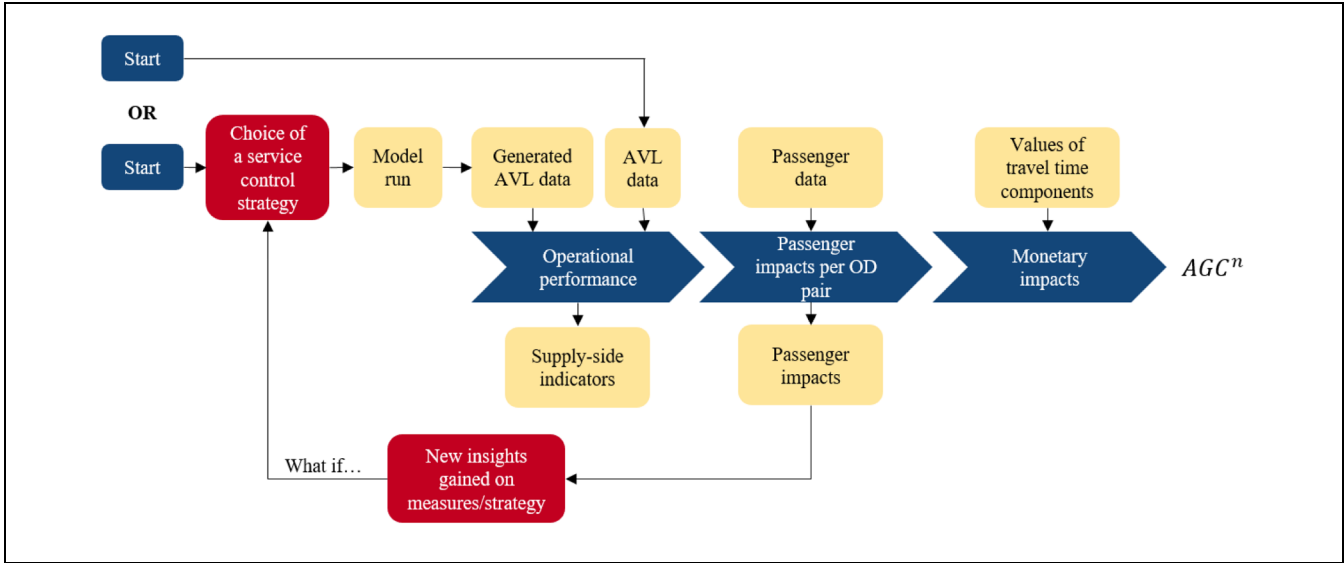 Start
OR
Start
Choice of
a service
control
strategy
Model
run
Generated
AVL data
AVL
data
Passenger
data
Values of
travel time
components
Operational
performance
Passenger
impacts per OD
pair
Monetary
impacts
AGCⁿ
Supply-side
indicators
Passenger
impacts
What if…
New insights
gained on
measures/strategy